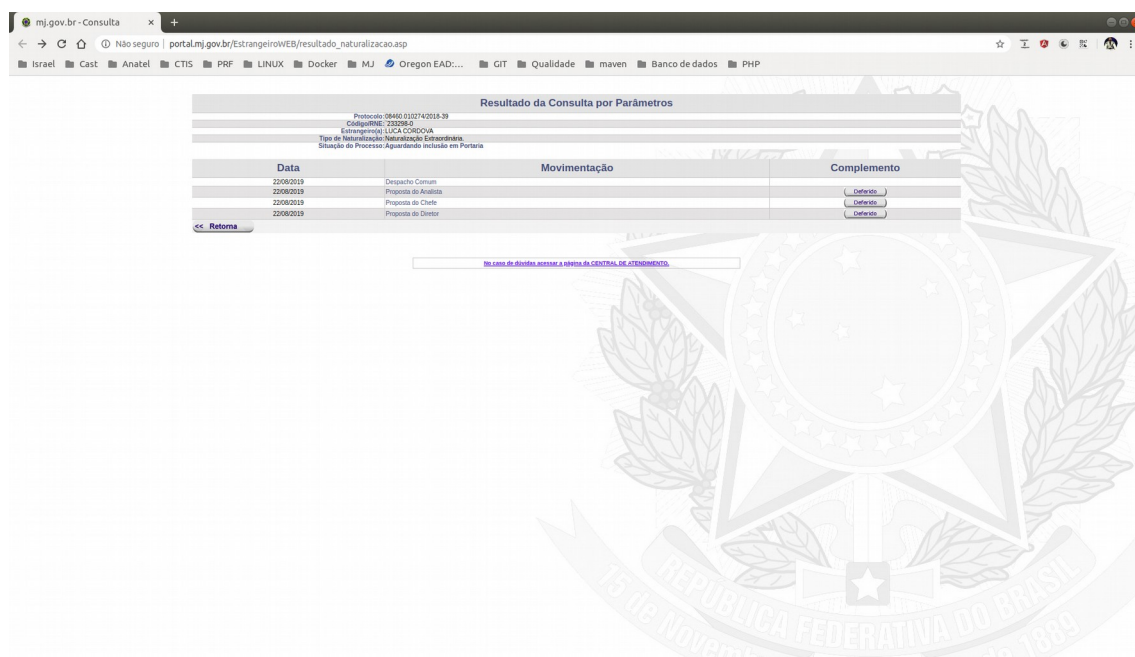 mj.gov.br - Consulta × +
Não seguro | portal.mj.gov.br/EstrangeiroWEB/resultado_naturalizacao.asp
Israel Cast Anatel CTIS PRF LINUX Docker MJ Oregon EAD:... GIT Qualidade maven Banco de dados PHP
Resultado da Consulta por Parâmetros
Protocolo: 08460.010274/2018-39
Código/RNE: 233298-0
Estrangeiro(a): LUCA CORDOVA
Tipo de Naturalização: Naturalização Extraordinária.
Situação do Processo: Aguardando inclusão em Portaria
Data Movimentação Complemento
22/08/2019 Despacho Comum
22/08/2019 Proposta do Analista Deferido
22/08/2019 Proposta do Chefe Deferido
22/08/2019 Proposta do Diretor Deferido
<< Retorna
No caso de dúvidas acessar a página da CENTRAL DE ATENDIMENTO.
REPÚBLICA FEDERATIVA DO BRASIL
15 de Novembro de 1889